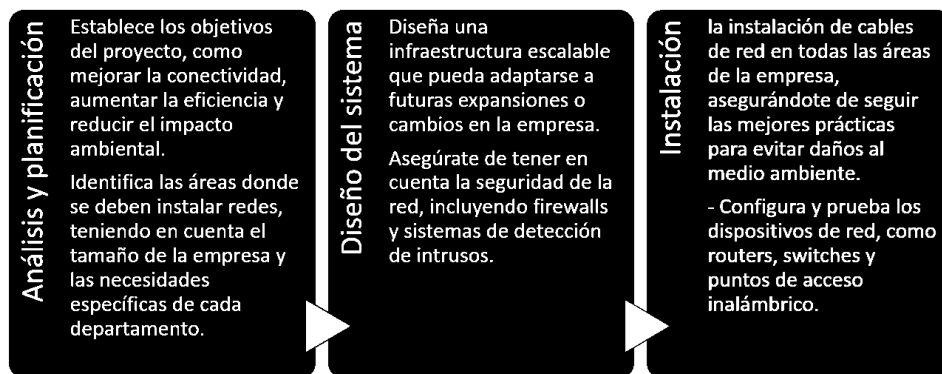 Análisis y planificación
Establece los objetivos
del proyecto, como
mejorar la conectividad,
aumentar la eficiencia y
reducir el impacto
ambiental.
Identifica las áreas donde
se deben instalar redes,
teniendo en cuenta el
tamaño de la empresa y
las necesidades
específicas de cada
departamento.
Diseño del sistema
Diseña una
infraestructura escalable
que pueda adaptarse a
futuras expansiones o
cambios en la empresa.
Asegúrate de tener en
cuenta la seguridad de la
red, incluyendo firewalls
y sistemas de detección
de intrusos.
Instalación
la instalación de cables
de red en todas las áreas
de la empresa,
asegurándote de seguir
las mejores prácticas
para evitar daños al
medio ambiente.
- Configura y prueba los
dispositivos de red, como
routers, switches y
puntos de acceso
inalámbrico.